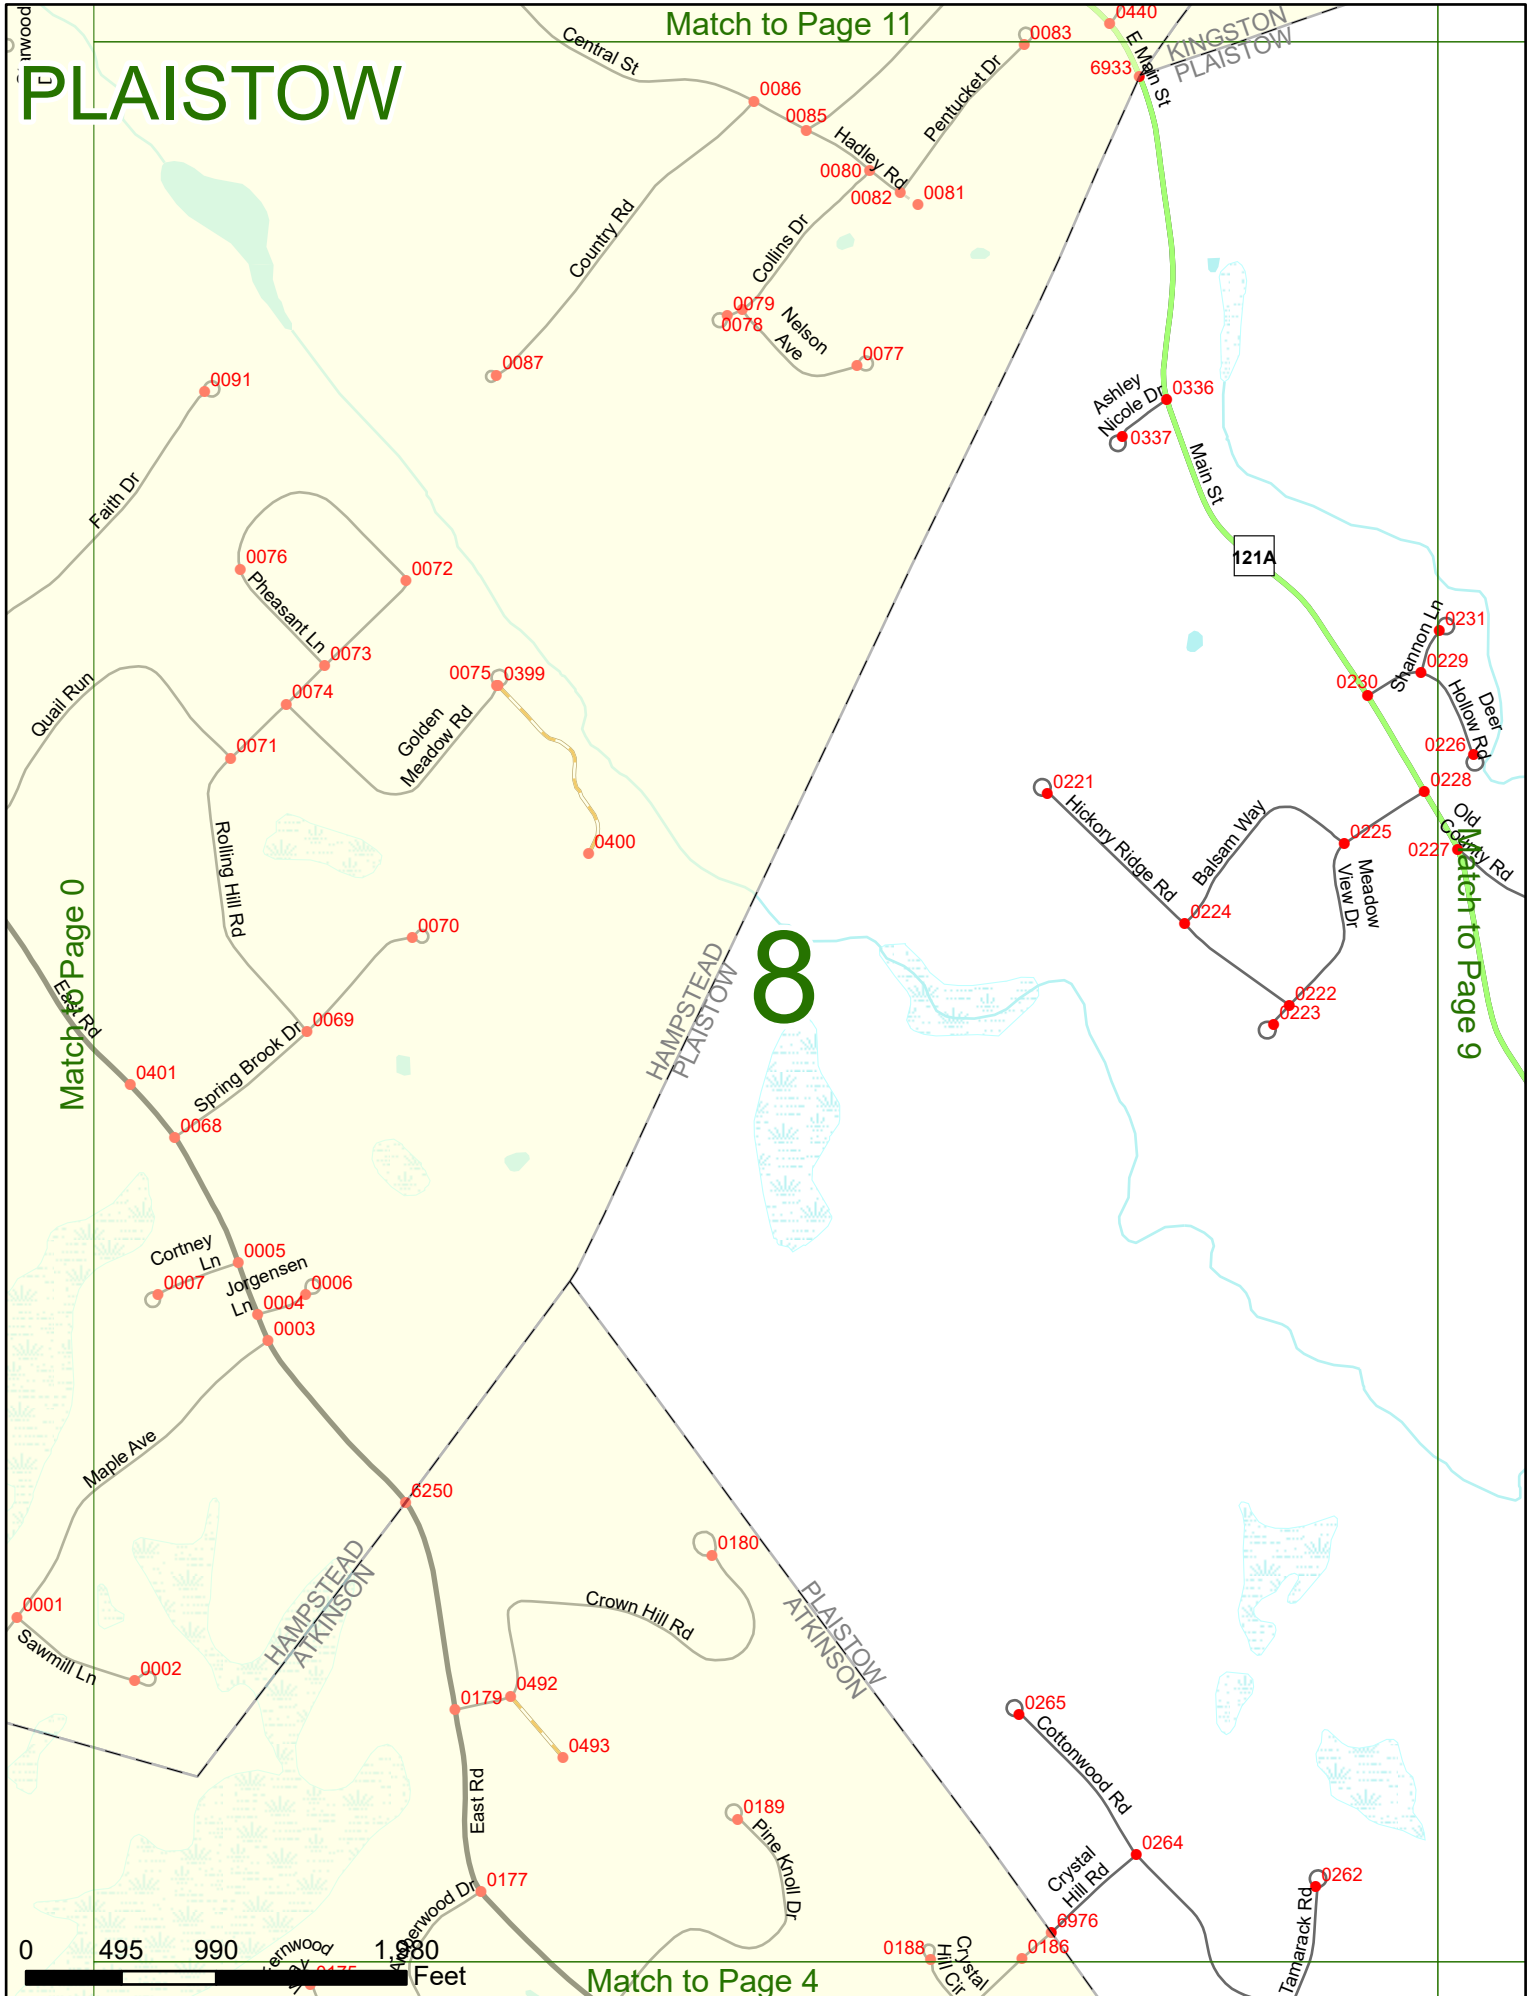 Match to Page 11
PLAISTOW
KINGSTON
PLAISTOW
0440
E Main St
6933
0083
Central St
Pentucket Dr
0086
0085
Hadley Rd
0080
0082
0081
Country Rd
Collins Dr
0079
0078
Nelson
Ave
0077
0087
0091
Faith Dr
Ashley
Nicole Dr
0336
0337
Main St
121A
0076
0072
Pheasant Ln
0073
0074
0075
0399
Quail Run
Golden
Meadow Rd
0071
0400
Rolling Hill Rd
0231
Shannon Ln
0229
0230
Deer
Hollow Rd
0226
0228
Old
County Rd
0227
0221
Hickory Ridge Rd
Balsam Way
0225
Meadow
View Dr
0224
0222
0223
Match to Page 0
Match to Page 9
8
HAMPSTEAD
PLAISTOW
0070
0069
Spring Brook Dr
East Rd
0401
0068
Cortney
Ln
0005
0007
Jorgensen
Ln
0006
0004
0003
Maple Ave
6250
HAMPSTEAD
ATKINSON
0001
Sawmill Ln
0002
0180
Crown Hill Rd
PLAISTOW
ATKINSON
0492
0179
0493
East Rd
0189
Pine Knoll Dr
0177
0265
Cottonwood Rd
0264
Crystal
Hill Rd
0262
Tamarack Rd
6976
0186
0188
Crystal
Hill Cir
0 495 990 1,980
Feet
Match to Page 4